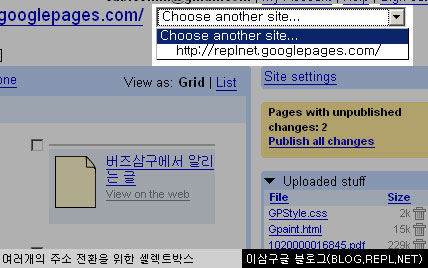 googlepages.com/
Choose another site...
Choose another site...
http://replnet.googlepages.com/
View as: Grid | List
Site settings
버즈삼구에서 알리
는 글
View on the web
Pages with unpublished
changes: 2
Publish all changes
Uploaded stuff
File Size
GPStyle.css 2k
Gpaint.html 15k
1020000016845.pdf 229k
여러개의 주소 전환을 위한 셀렉트박스
이삼구글 블로그(BLOG.REPL.NET)